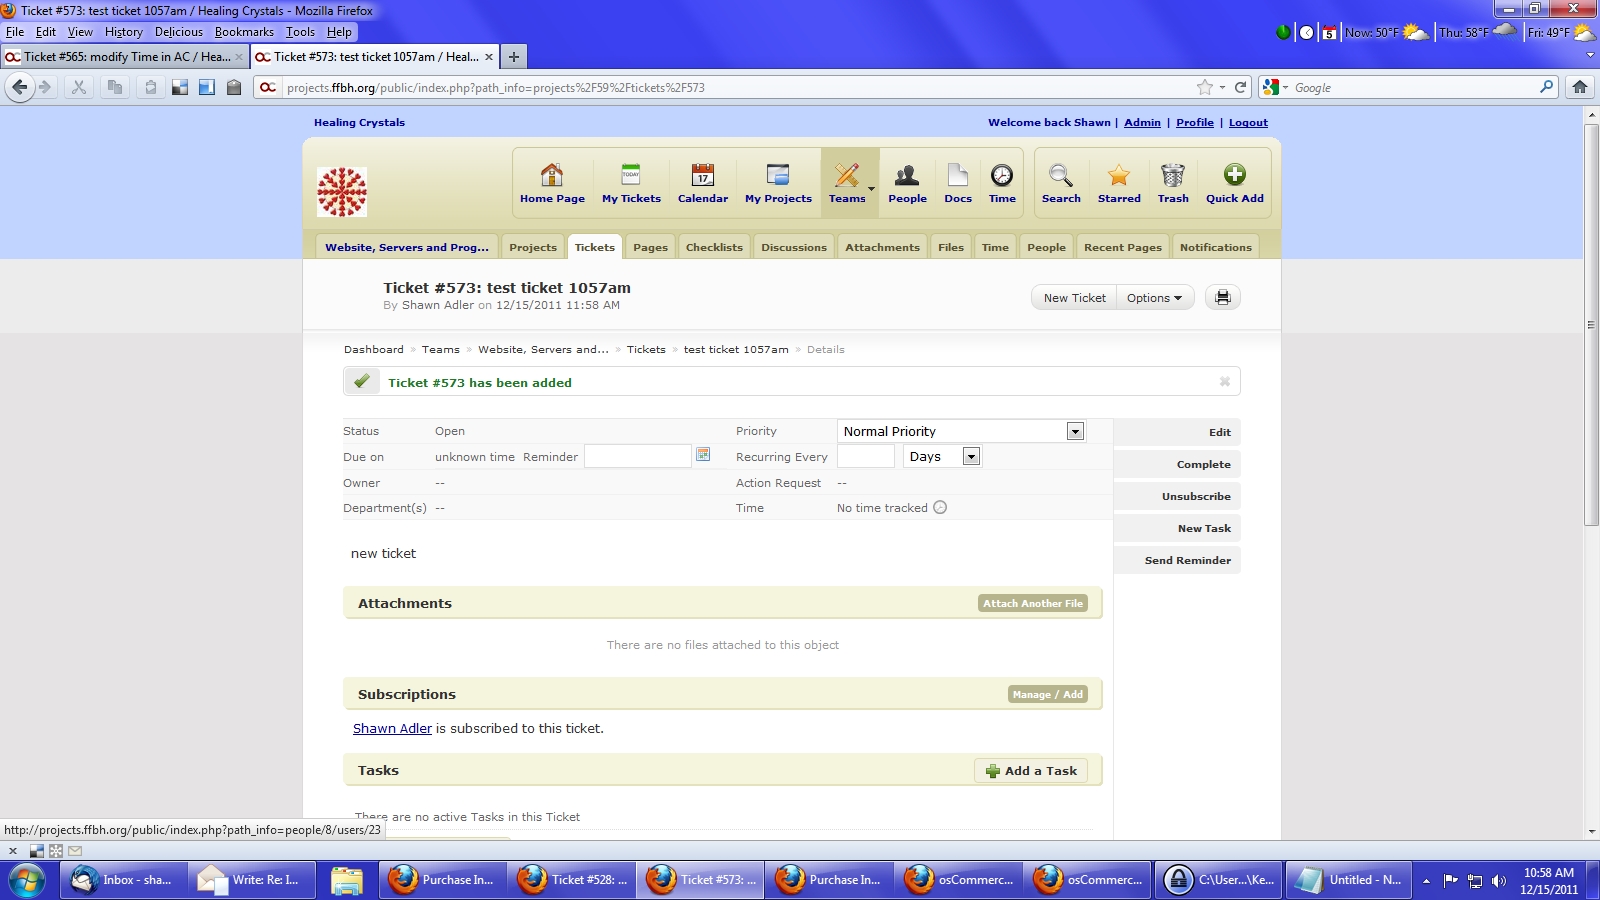 Ticket #573: test ticket 1057am / Healing Crystals - Mozilla Firefox
File Edit View History Delicious Bookmarks Tools Help
5 Now: 50°F Thu: 58°F Fri: 49°F
Ticket #565: modify Time in AC / Hea... Ticket #573: test ticket 1057am / Heal...
projects.ffbh.org/public/index.php?path_info=projects%2F59%2Ftickets%2F573 Google
Healing Crystals Welcome back Shawn | Admin | Profile | Logout
TODAY 17
Home Page My Tickets Calendar My Projects Teams People Docs Time Search Starred Trash Quick Add
Website, Servers and Prog... Projects Tickets Pages Checklists Discussions Attachments Files Time People Recent Pages Notifications
Ticket #573: test ticket 1057am
By Shawn Adler on 12/15/2011 11:58 AM
New Ticket Options
Dashboard » Teams » Website, Servers and... » Tickets » test ticket 1057am » Details
Ticket #573 has been added
Status Open Priority Normal Priority Edit
Due on unknown time Reminder Recurring Every Days
Complete
Owner -- Action Request --
Unsubscribe
Department(s) -- Time No time tracked
New Task
new ticket
Send Reminder
Attachments Attach Another File
There are no files attached to this object
Subscriptions Manage / Add
Shawn Adler is subscribed to this ticket.
Tasks Add a Task
There are no active Tasks in this Ticket
http://projects.ffbh.org/public/index.php?path_info=people/8/users/23
Inbox - sha... Write: Re: I... Purchase In... Ticket #528: ... Ticket #573: ... Purchase In... osCommerc... osCommerc... C:\User...\Ke... Untitled - N... 10:58 AM
12/15/2011